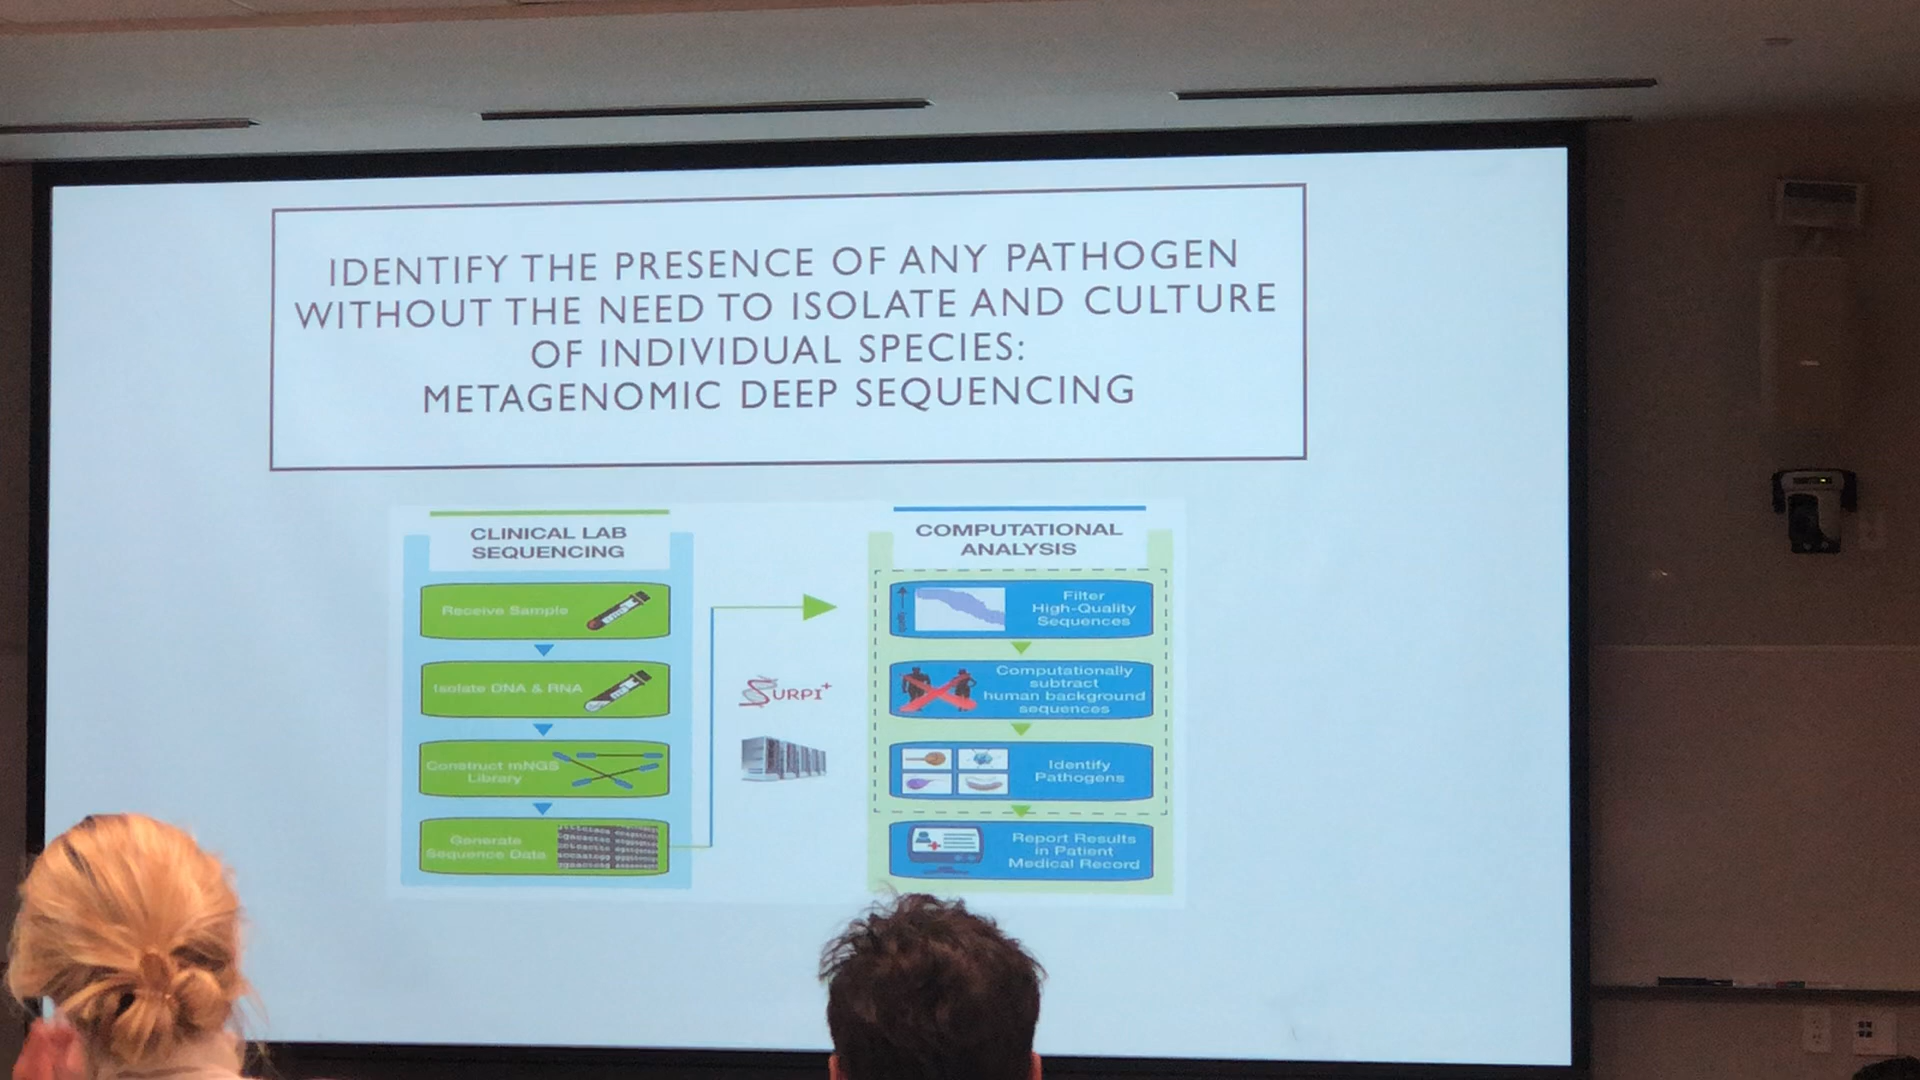 IDENTIFY THE PRESENCE OF ANY PATHOGEN
WITHOUT THE NEED TO ISOLATE AND CULTURE
OF INDIVIDUAL SPECIES:
METAGENOMIC DEEP SEQUENCING
CLINICAL LAB
SEQUENCING
Receive Sample
Isolate DNA & RNA
Construct mNGS
Library
Generate
Sequence Data
SURPI+
COMPUTATIONAL
ANALYSIS
Filter
High-Quality
Sequences
Computationally
subtract
human background
sequences
Identify
Pathogens
Report Results
in Patient
Medical Record